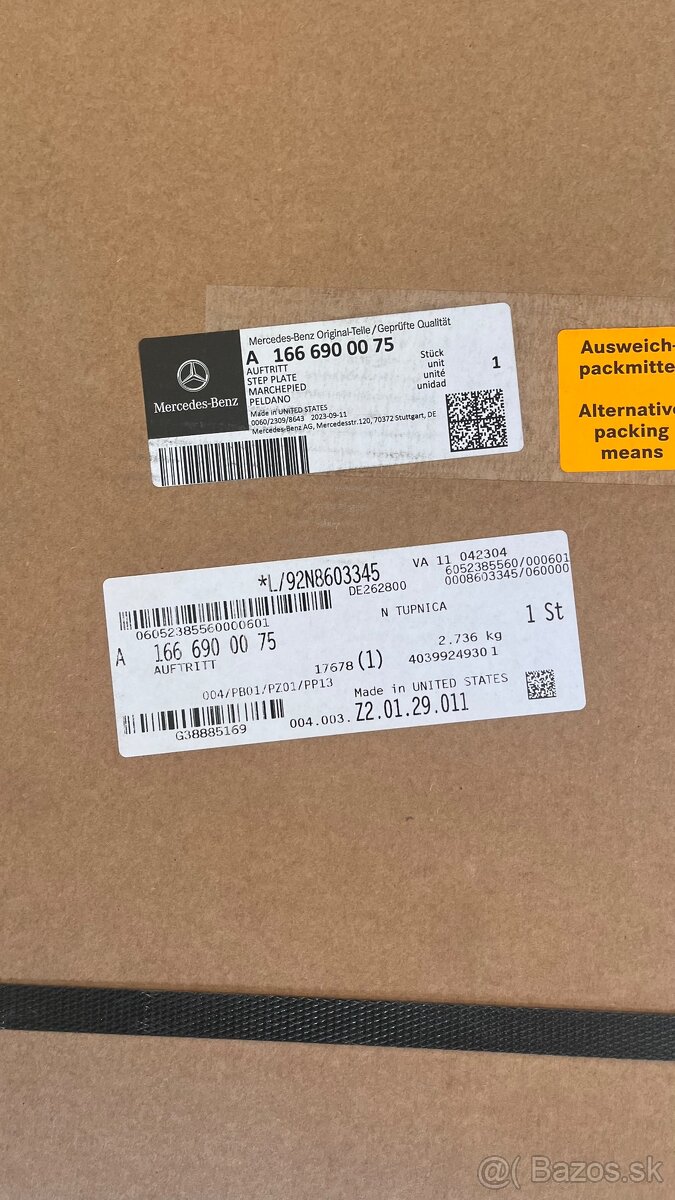 Mercedes-Benz Original-Teile/Geprüfte Qualität
A 166 690 00 75
AUFTRITT
STEP PLATE
MARCHEPIED
PELDANO
Stück
unit
unité
unidad
1
Mercedes-Benz
Made in UNITED STATES
0060/2309/8643 2023-09-11
Mercedes-Benz AG, Mercedesstr.120, 70372 Stuttgart, DE
Ausweich-
packmitte
Alternative
packing
means
*L/92N8603345
DE262800
VA 11 042304
6052385560/000601
0008603345/060000
06052385560000601
N TUPNICA
1 St
A 166 690 00 75
AUFTRITT
2.736 kg
17678 (1)
4039924930 1
004/PB01/PZ01/PP13
Made in UNITED STATES
G38885169
004.003.
Z2.01.29.011
@( Bazos.sk